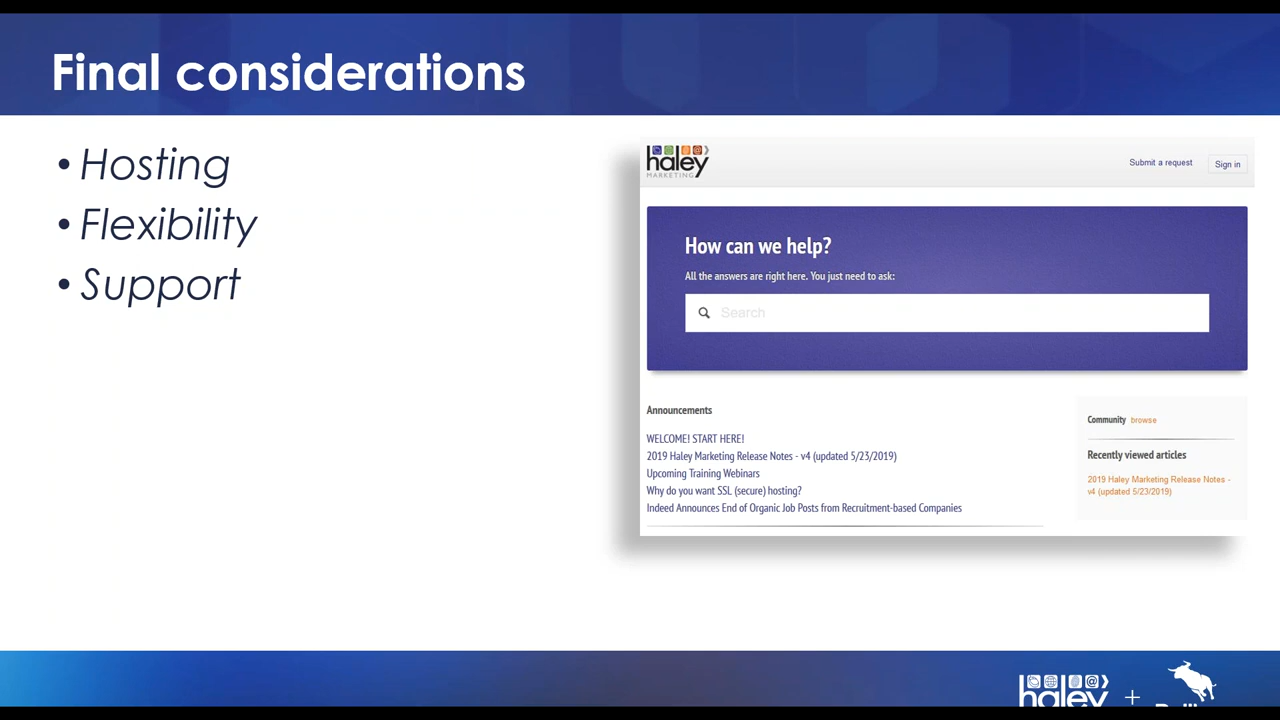 Final considerations
• Hosting
• Flexibility
• Support
haley
MARKETING
Submit a request
Sign in
How can we help?
All the answers are right here. You just need to ask:
Search
Announcements
WELCOME! START HERE!
2019 Haley Marketing Release Notes - v4 (updated 5/23/2019)
Upcoming Training Webinars
Why do you want SSL (secure) hosting?
Indeed Announces End of Organic Job Posts from Recruitment-based Companies
Community browse
Recently viewed articles
2019 Haley Marketing Release Notes -
v4 (updated 5/23/2019)
haley +